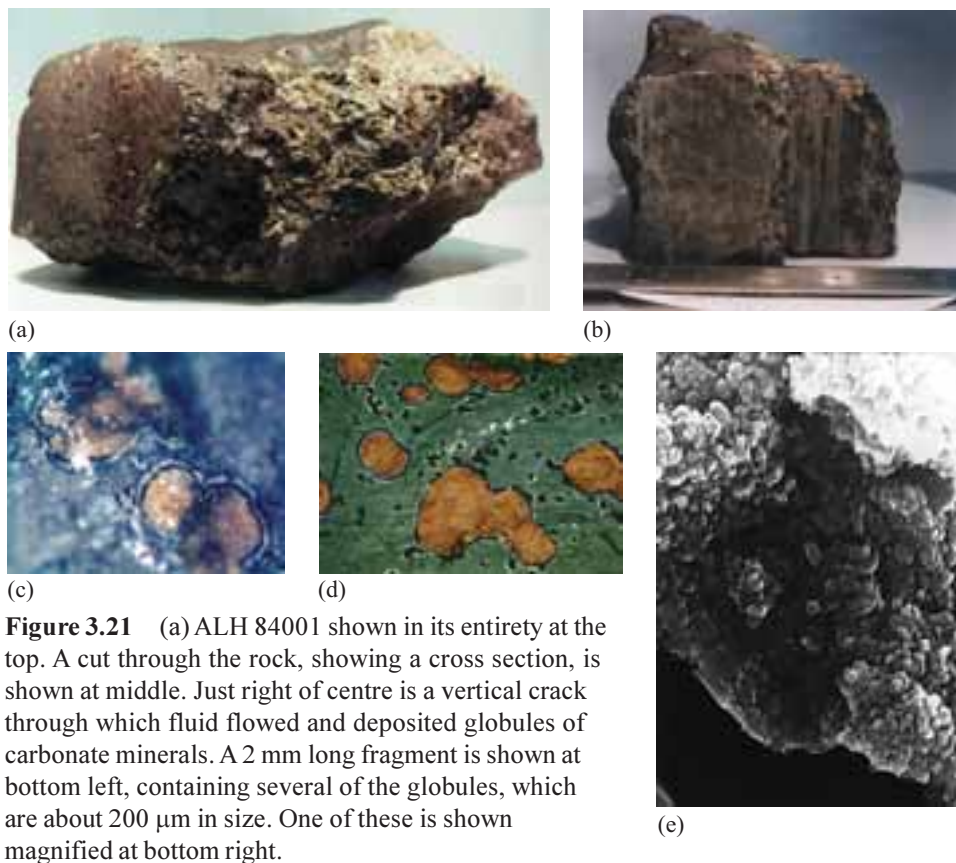 (a)
(b)
(c)
(d)
Figure 3.21 (a) ALH 84001 shown in its entirety at the
top. A cut through the rock, showing a cross section, is
shown at middle. Just right of centre is a vertical crack
through which fluid flowed and deposited globules of
carbonate minerals. A 2 mm long fragment is shown at
bottom left, containing several of the globules, which
are about 200 μm in size. One of these is shown
magnified at bottom right.
(e)